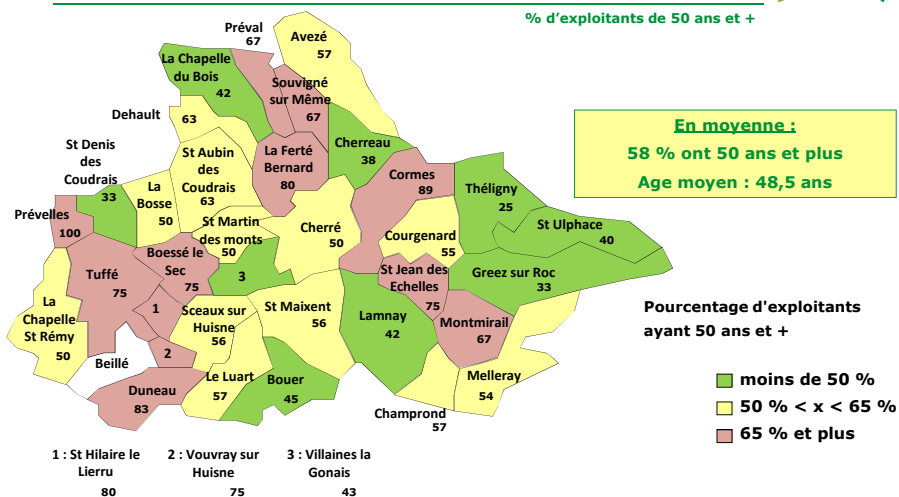 % d'exploitants de 50 ans et +
Préval
67
Avezé
57
La Chapelle
du Bois
42
Souvigné
sur Même
67
Dehault
63
Cherreau
38
St Denis
des
Coudrais
33
St Aubin
des
Coudrais
63
La Ferté
Bernard
80
Cormes
89
Théligny
25
La
Bosse
50
Prévelles
100
St Martin
des monts
50
Cherré
50
Courgenard
55
St Ulphace
40
Tuffé
75
Boessé le
Sec
75
3
St Jean des
Echelles
75
Greez sur Roc
33
La
Chapelle
St Rémy
50
1
Sceaux sur
Huisne
56
St Maixent
56
Lamnay
42
Montmirail
67
Beillé
2
Duneau
83
Le Luart
57
Bouer
45
Melleray
54
Champrond
57
En moyenne :
58 % ont 50 ans et plus
Age moyen : 48,5 ans
Pourcentage d'exploitants
ayant 50 ans et +
moins de 50 %
50 % < x < 65 %
65 % et plus
1 : St Hilaire le
Lierru
80
2 : Vouvray sur
Huisne
75
3 : Villaines la
Gonais
43